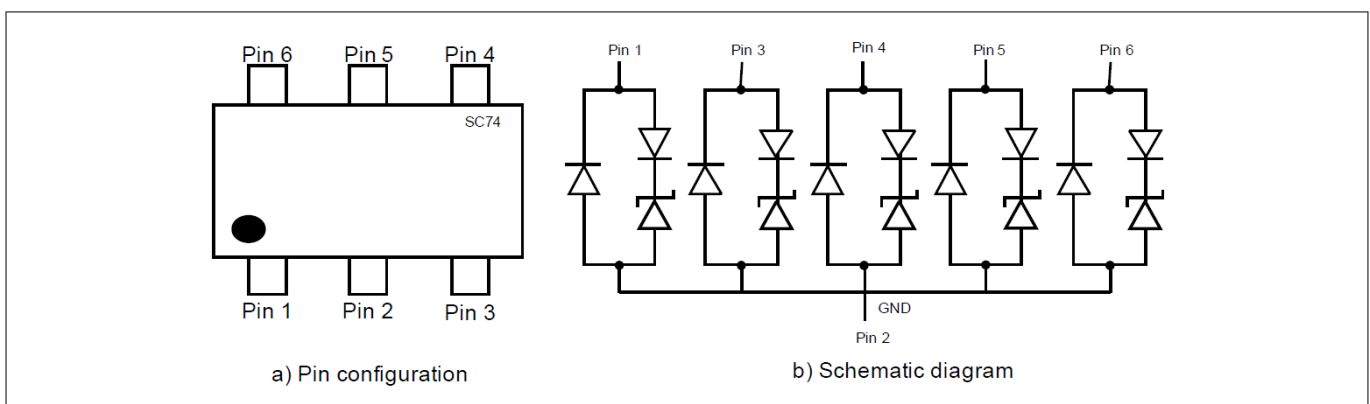 Pin 6 Pin 5 Pin 4
SC74
Pin 1 Pin 2 Pin 3
a) Pin configuration
Pin 1 Pin 3 Pin 4 Pin 5 Pin 6
GND
Pin 2
b) Schematic diagram